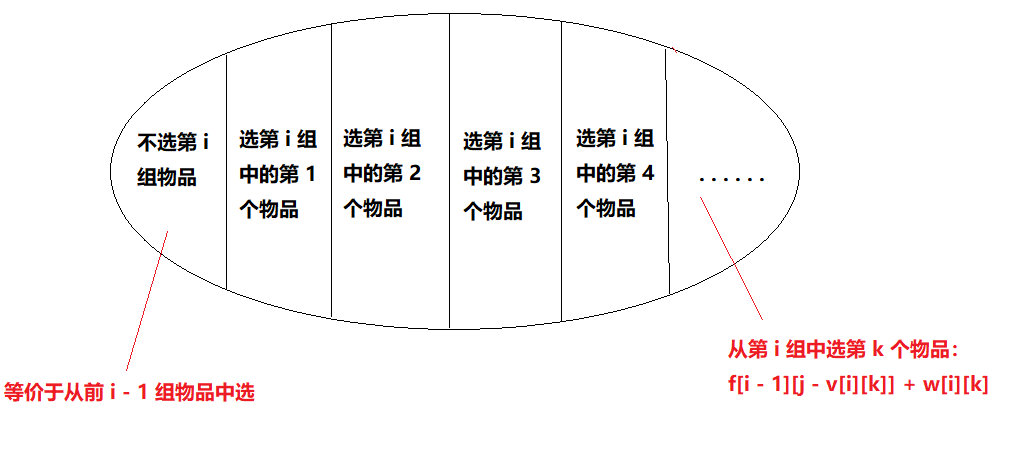 不选第 i
组物品
选第 i 组
中的第 1
个物品
选第 i 组
中的第 2
个物品
选第 i 组
中的第 3
个物品
选第 i 组
中的第 4
个物品
......
等价于从前 i - 1 组物品中选
从第 i 组中选第 k 个物品：
f[i - 1][j - v[i][k]] + w[i][k]